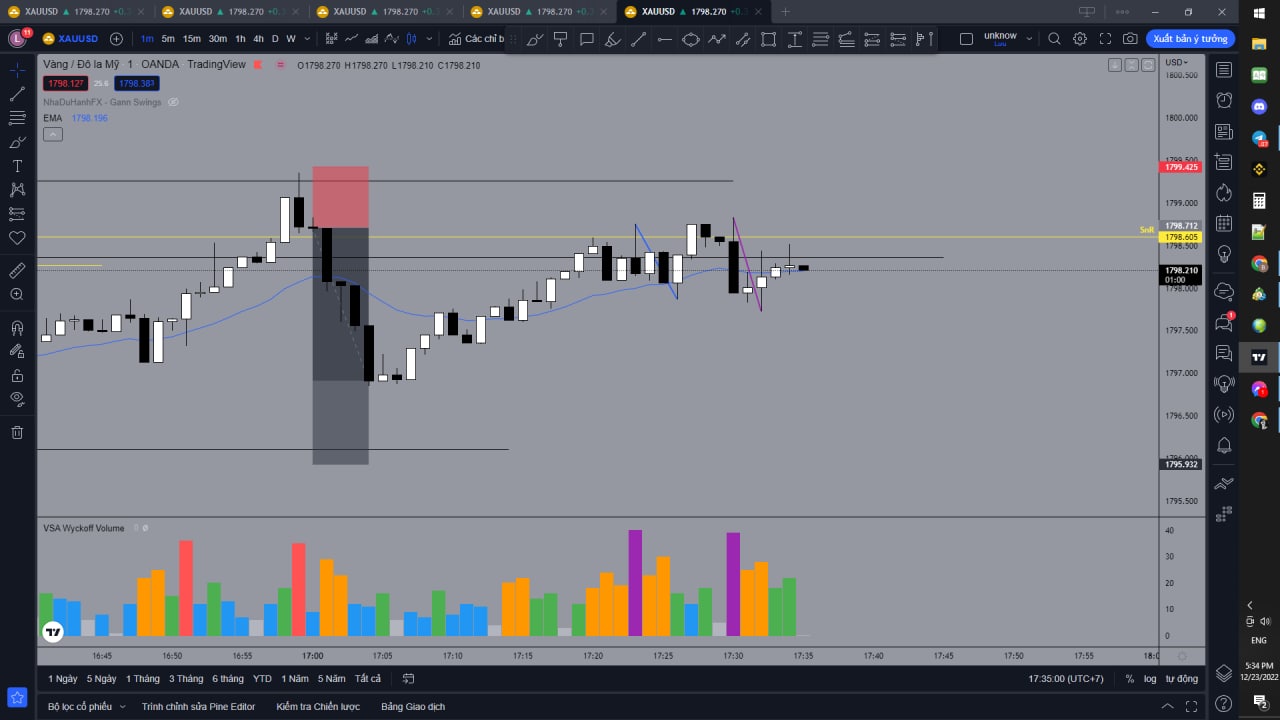 XAUUSD ▲ 1798.270 +0.3
XAUUSD ▲ 1798.270 +0.3
XAUUSD ▲ 1798.270 +0.3
XAUUSD ▲ 1798.270 +0.3
XAUUSD ▲ 1798.270 +0.3
L 11 XAUUSD 1m 5m 15m 30m 1h 4h D W Các chỉ b unknow Lưu Xuất bản ý tưởng
Vàng / Đô la Mỹ 1 OANDA TradingView O1798.270 H1798.270 L1798.210 C1798.210
1798.127 25.6 1798.383
NhaDuHanhFX - Gann Swings
EMA 1798.196
USD
1800.500
1800.000
1799.500
1799.425
1799.000
1798.712
SnR 1798.605
1798.500
1798.210
01:00
1798.000
1797.500
1797.000
1796.500
1796.000
1795.932
1795.500
VSA Wyckoff Volume
40
30
20
10
0
16:45 16:50 16:55 17:00 17:05 17:10 17:15 17:20 17:25 17:30 17:35 17:40 17:45 17:50 17:55 18:0
1 Ngày 5 Ngày 1 Tháng 3 Tháng 6 tháng YTD 1 Năm 5 Năm Tất cả 17:35:00 (UTC+7) % log tự động
Bộ lọc cổ phiếu Trình chỉnh sửa Pine Editor Kiểm tra Chiến lược Bảng Giao dịch
ENG
5:34 PM
12/23/2022
2